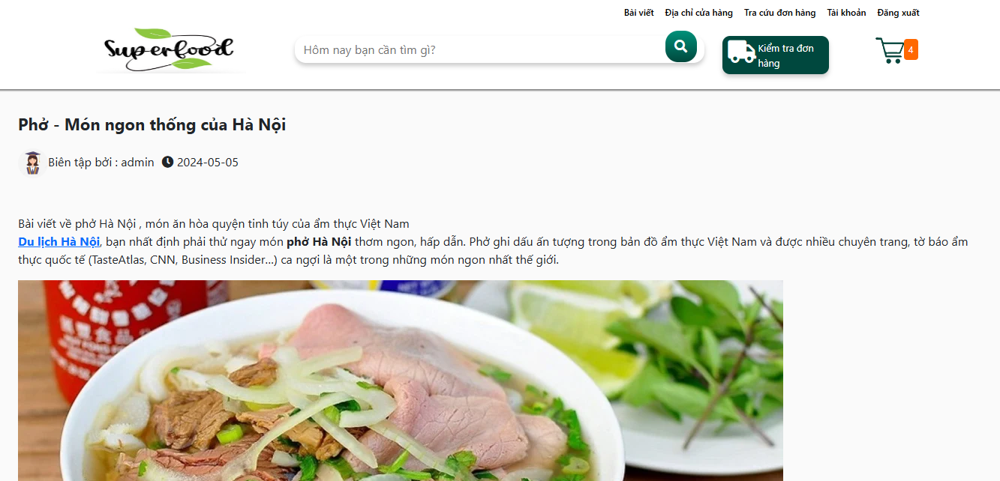 Bài viết Địa chỉ cửa hàng Tra cứu đơn hàng Tài khoản Đăng xuất
Superfood
Hôm nay bạn cần tìm gì?
Kiểm tra đơn
hàng
4
Phở - Món ngon thống của Hà Nội
Biên tập bởi : admin 2024-05-05
Bài viết về phở Hà Nội , món ăn hòa quyện tinh túy của ẩm thực Việt Nam
Du lịch Hà Nội, bạn nhất định phải thử ngay món phở Hà Nội thơm ngon, hấp dẫn. Phở ghi dấu ấn tượng trong bản đồ ẩm thực Việt Nam và được nhiều chuyên trang, tờ báo ẩm
thực quốc tế (TasteAtlas, CNN, Business Insider…) ca ngợi là một trong những món ngon nhất thế giới.